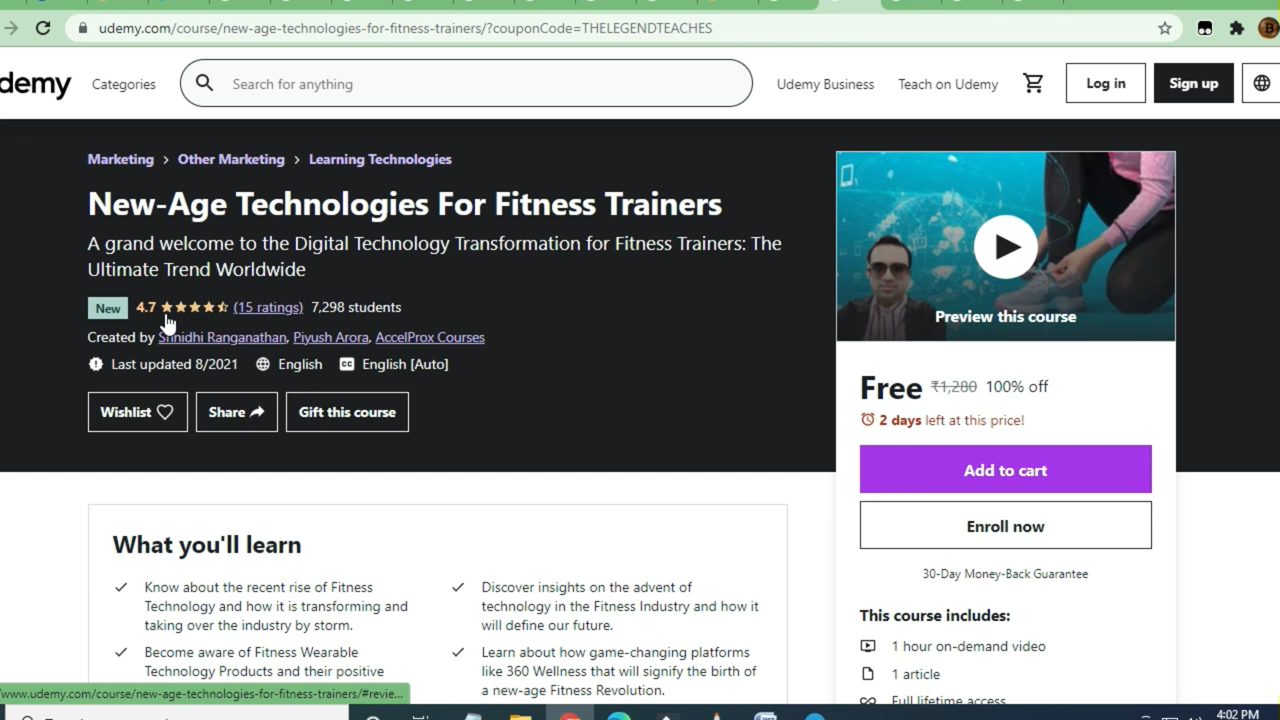 udemy.com/course/new-age-technologies-for-fitness-trainers/?couponCode=THELEGENDTEACHES
demy
Categories
Search for anything
Udemy Business
Teach on Udemy
Log in
Sign up
Marketing > Other Marketing > Learning Technologies
New-Age Technologies For Fitness Trainers
A grand welcome to the Digital Technology Transformation for Fitness Trainers: The
Ultimate Trend Worldwide
New 4.7 (15 ratings) 7,298 students
Created by Srinidhi Ranganathan, Piyush Arora, AccelProx Courses
Last updated 8/2021 English CC English [Auto]
Wishlist Share Gift this course
Preview this course
Free ₹1,280 100% off
2 days left at this price!
Add to cart
Enroll now
30-Day Money-Back Guarantee
This course includes:
1 hour on-demand video
1 article
Full lifetime access
What you'll learn
Know about the recent rise of Fitness
Technology and how it is transforming and
taking over the industry by storm.
Become aware of Fitness Wearable
Technology Products and their positive
Discover insights on the advent of
technology in the Fitness Industry and how it
will define our future.
Learn about how game-changing platforms
like 360 Wellness that will signify the birth of
a new-age Fitness Revolution.
/www.udemy.com/course/new-age-technologies-for-fitness-trainers/#revie...
4:02 PM